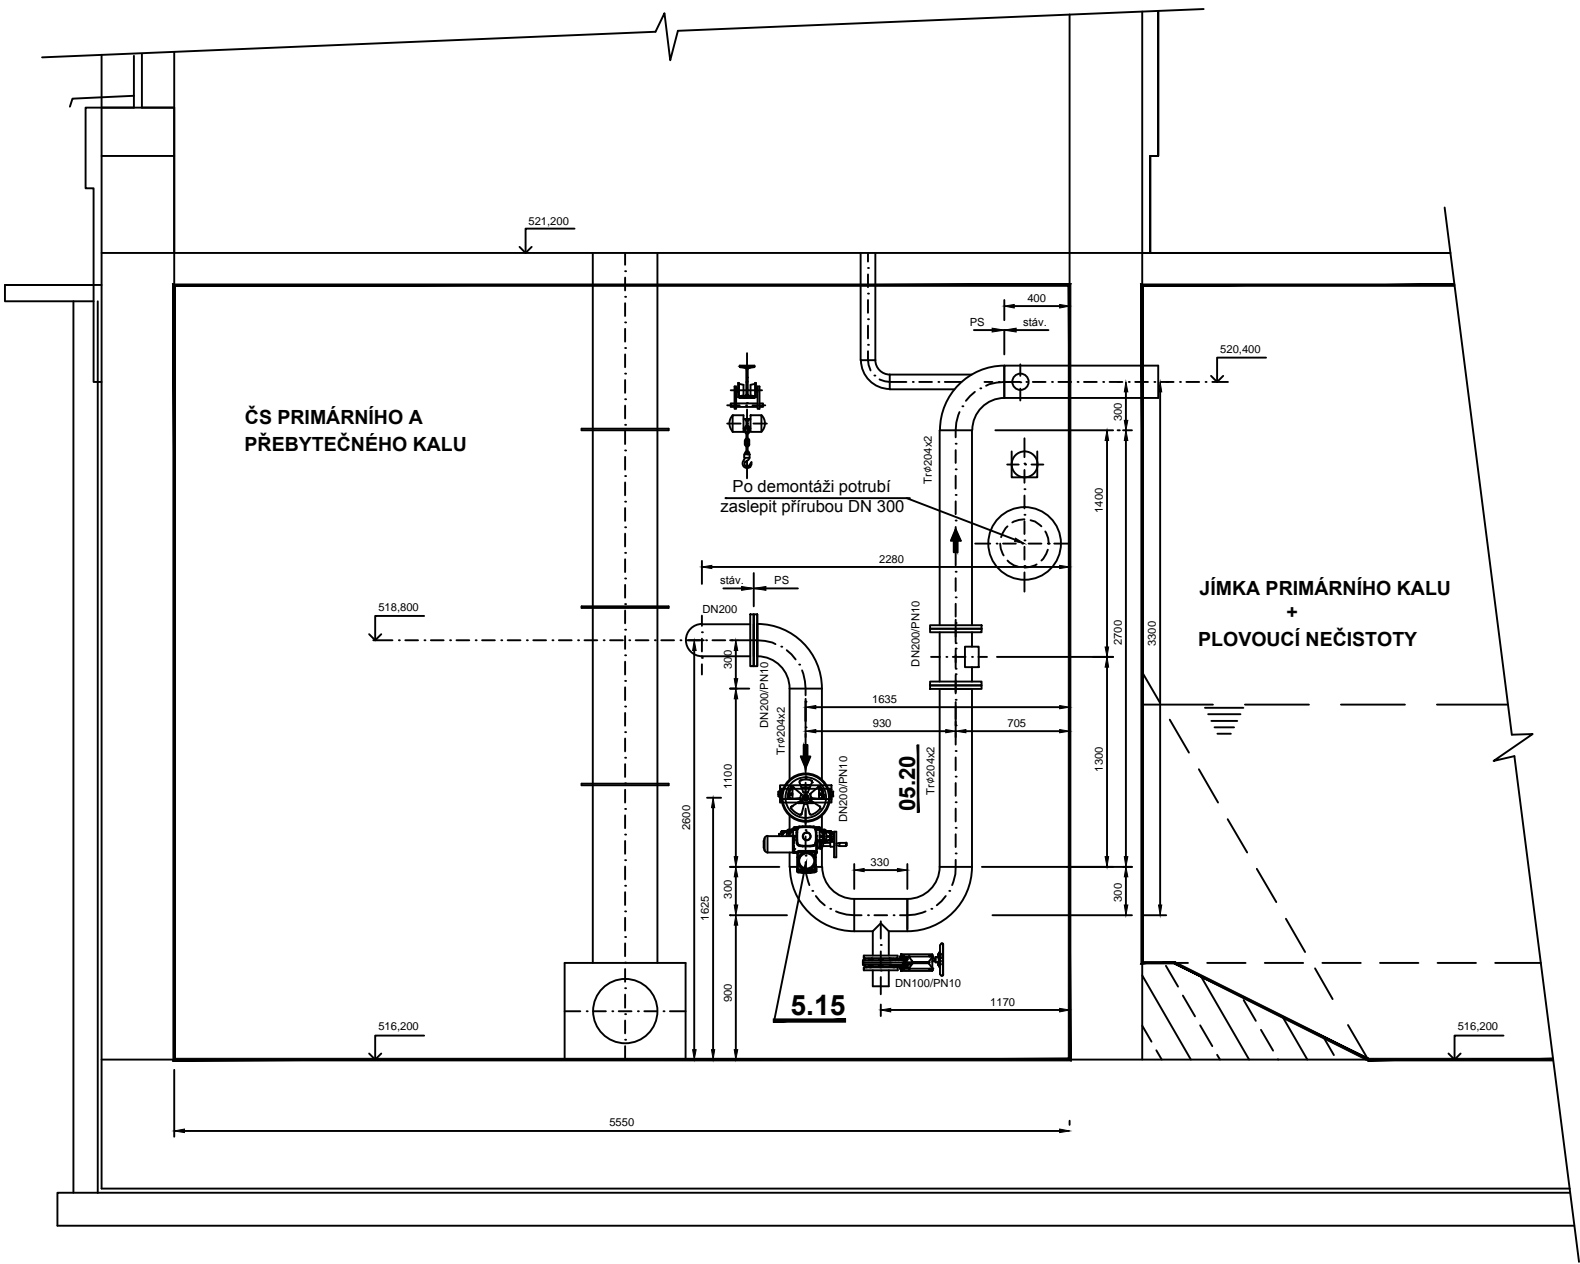 521,200
400
PS
stáv.
520,400
ČS PRIMÁRNÍHO A
PŘEBYTEČNÉHO KALU
300
Trø204x2
Po demontáži potrubí
zaslepit přírubou DN 300
1400
2280
stáv.
PS
JÍMKA PRIMÁRNÍHO KALU
+
PLOVOUCÍ NEČISTOTY
518,800
DN200
DN200/PN10
2700
3300
300
DN200/PN10
Trø204x2
1635
930
705
1300
1100
DN200/PN10
05.20
Trø204x2
2600
330
1625
300
300
900
DN100/PN10
5.15
1170
516,200
516,200
5550